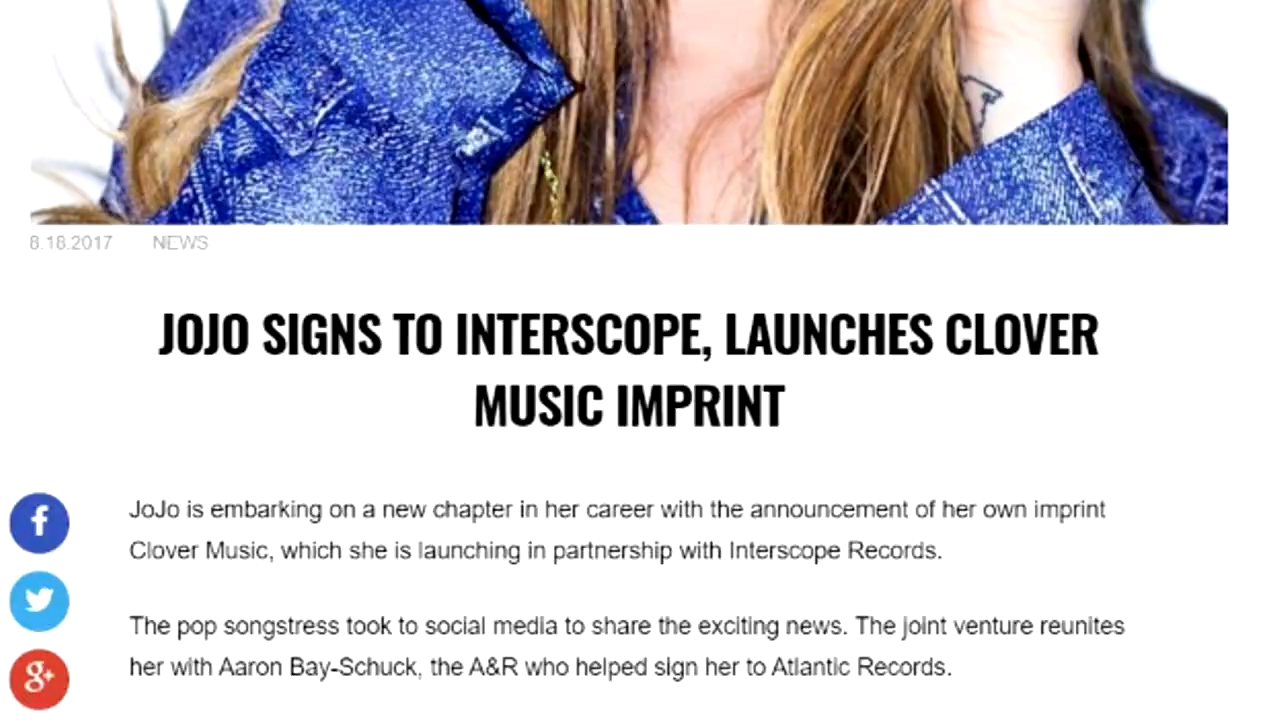 8.18.2017 NEWS
JOJO SIGNS TO INTERSCOPE, LAUNCHES CLOVER
MUSIC IMPRINT
JoJo is embarking on a new chapter in her career with the announcement of her own imprint
Clover Music, which she is launching in partnership with Interscope Records.
The pop songstress took to social media to share the exciting news. The joint venture reunites
her with Aaron Bay-Schuck, the A&R who helped sign her to Atlantic Records.